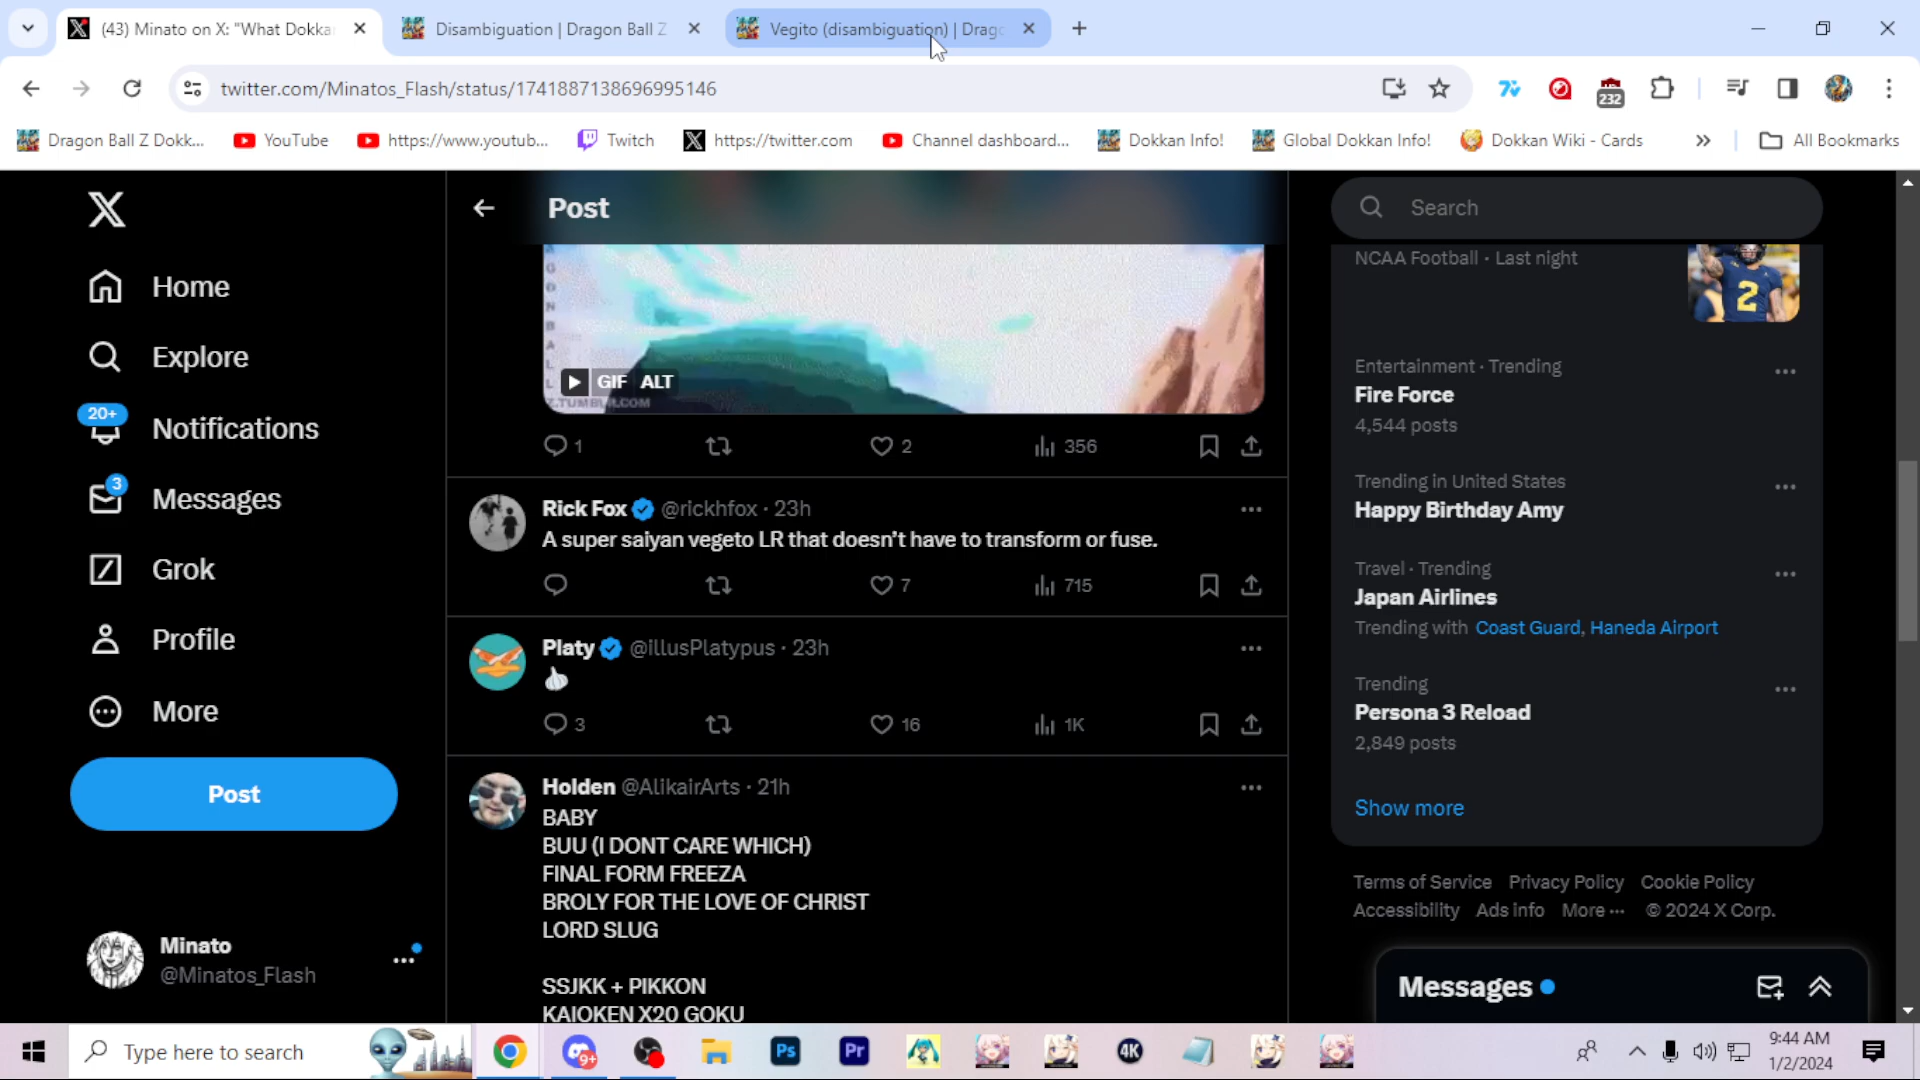 (43) Minato on X: "What Dokka
Disambiguation | Dragon Ball Z
Vegito (disambiguation) | Drag
twitter.com/Minatos_Flash/status/1741887138696995146
232
Dragon Ball Z Dokk...
YouTube
https://www.youtub...
Twitch
https://twitter.com
Channel dashboard...
Dokkan Info!
Global Dokkan Info!
Dokkan Wiki - Cards
All Bookmarks
Home
Explore
20+
Notifications
3
Messages
Grok
Profile
More
Post
Minato
@Minatos_Flash
Post
GIF ALT
Z.TUMBLR.COM
1
2
356
Rick Fox @rickhfox · 23h
A super saiyan vegeto LR that doesn't have to transform or fuse.
7
715
Platy @illusPlatypus · 23h
🧄
3
16
1K
Holden @AlikairArts · 21h
BABY
BUU (I DONT CARE WHICH)
FINAL FORM FREEZA
BROLY FOR THE LOVE OF CHRIST
LORD SLUG
SSJKK + PIKKON
KAIOKEN X20 GOKU
Search
NCAA Football · Last night
2
Entertainment · Trending
Fire Force
4,544 posts
Trending in United States
Happy Birthday Amy
Travel · Trending
Japan Airlines
Trending with Coast Guard, Haneda Airport
Trending
Persona 3 Reload
2,849 posts
Show more
Terms of Service Privacy Policy Cookie Policy
Accessibility Ads info More ··· © 2024 X Corp.
Messages
Type here to search
9+
Ps
Pr
4K
9:44 AM
1/2/2024